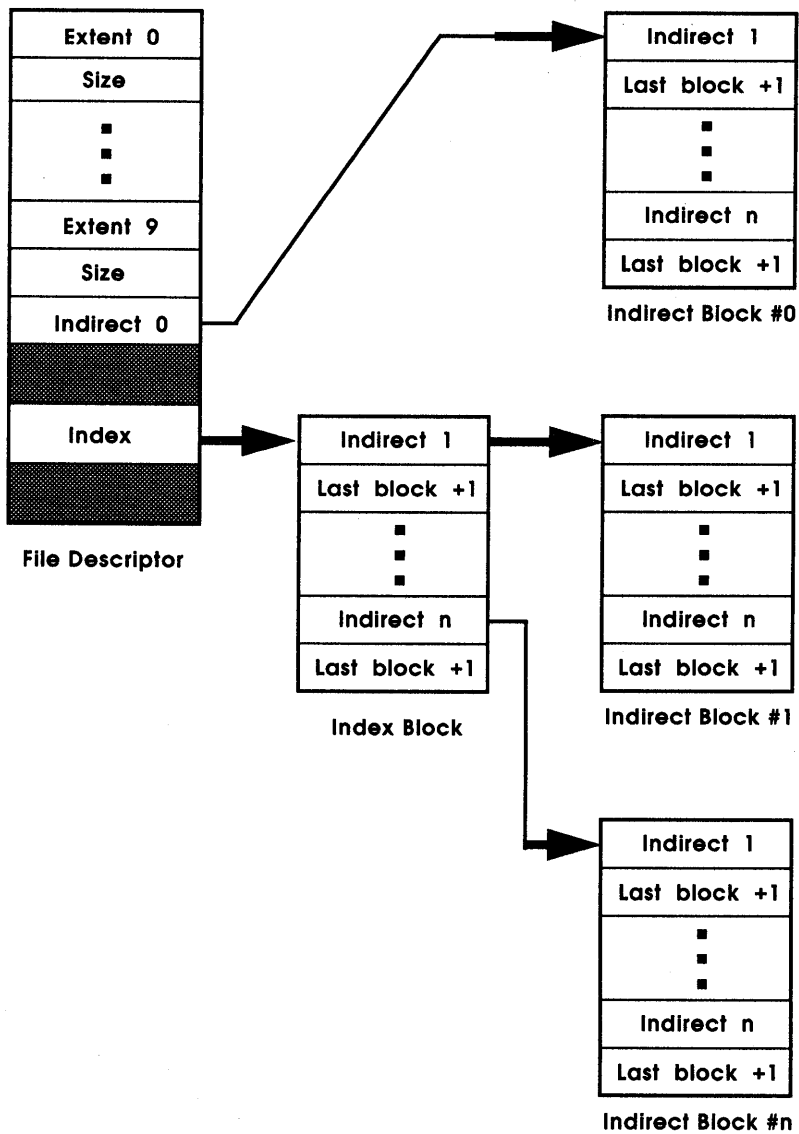 Extent 0
Size
Extent 9
Size
Indirect 0
Index
File Descriptor
Indirect 1
Last block +1
Indirect n
Last block +1
Indirect Block #0
Indirect 1
Last block +1
Indirect n
Last block +1
Index Block
Indirect 1
Last block +1
Indirect n
Last block +1
Indirect Block #1
Indirect 1
Last block +1
Indirect n
Last block +1
Indirect Block #n